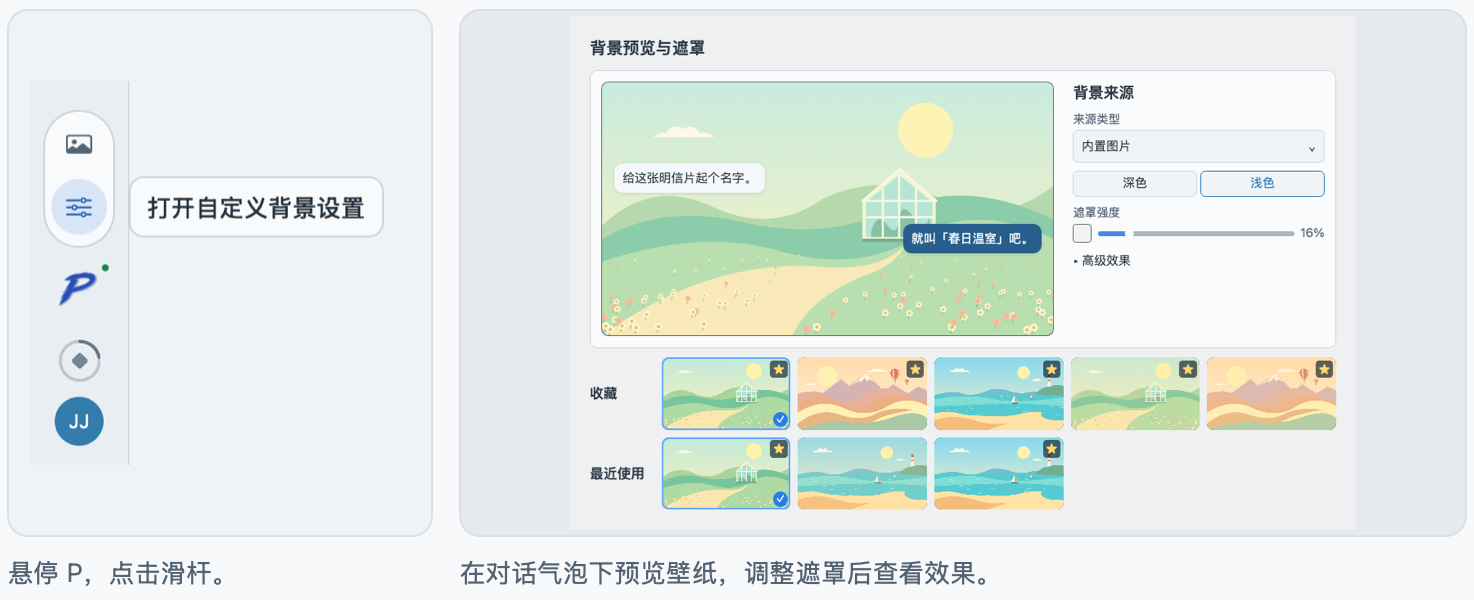 打开自定义背景设置
P
JJ
悬停 P，点击滑杆。
背景预览与遮罩
给这张明信片起个名字。
就叫「春日温室」吧。
背景来源
来源类型
内置图片
深色
浅色
遮罩强度
16%
高级效果
收藏
最近使用
在对话气泡下预览壁纸，调整遮罩后查看效果。